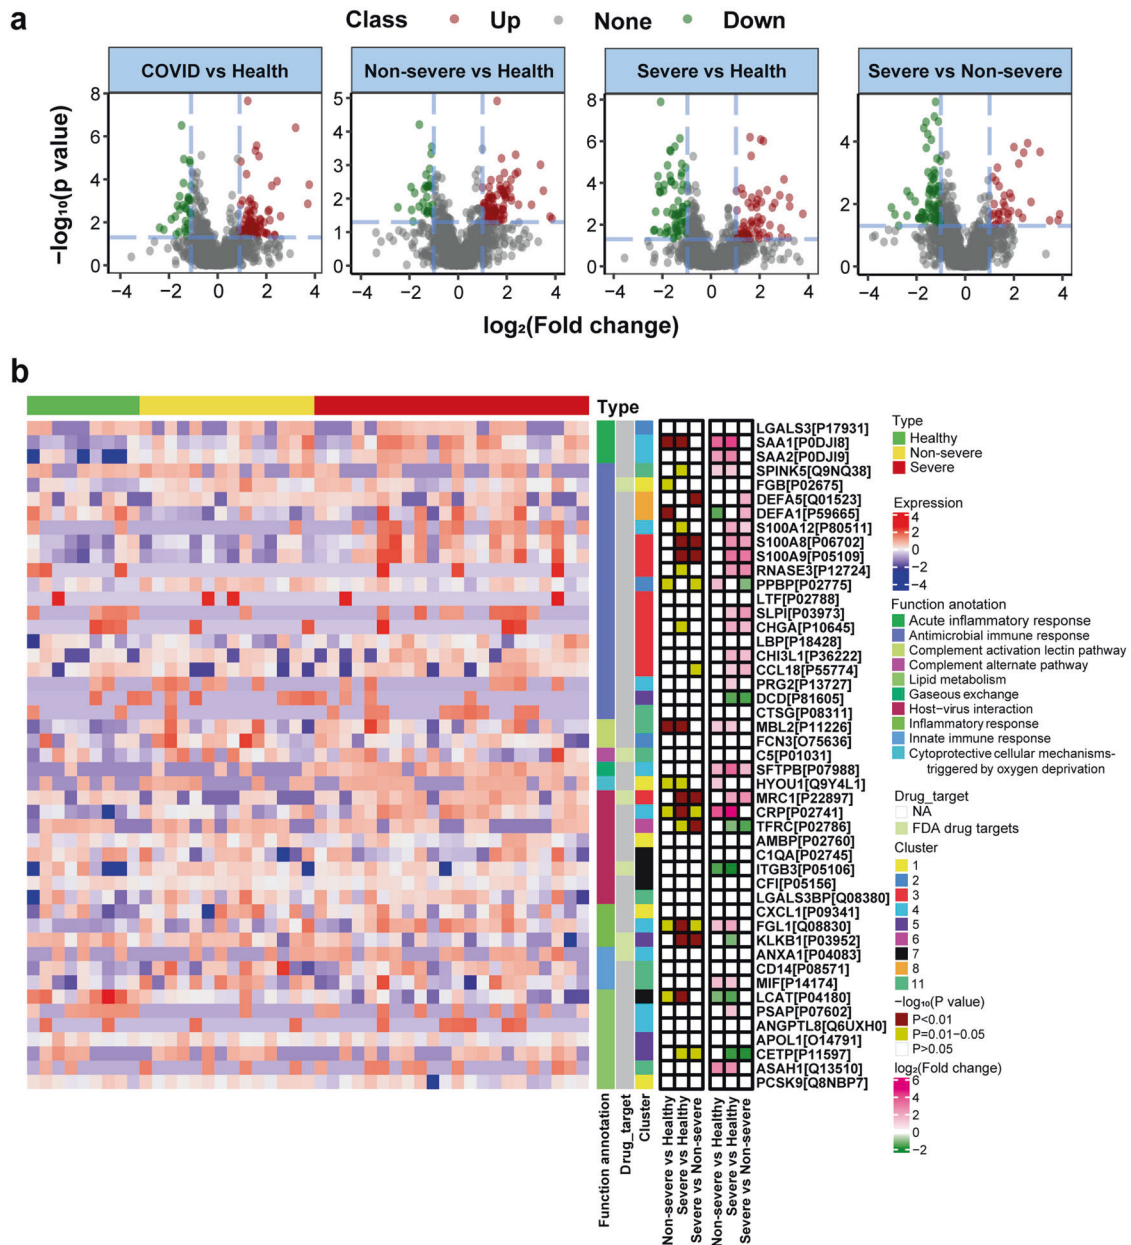 a
Class Up None Down
COVID vs Health
Non-severe vs Health
Severe vs Health
Severe vs Non-severe
−log₁₀(p value)
8
6
4
2
0
5
4
3
2
1
0
8
6
4
2
0
4
2
0
−4 −2 0 2 4
−4 −2 0 2 4
−4 −2 0 2 4
−4 −2 0 2 4
log₂(Fold change)
b
Type
LGALS3[P17931]
SAA1[P0DJI8]
SAA2[P0DJI9]
SPINK5[Q9NQ38]
FGB[P02675]
DEFA5[Q01523]
DEFA1[P59665]
S100A12[P80511]
S100A8[P06702]
S100A9[P05109]
RNASE3[P12724]
PPBP[P02775]
LTF[P02788]
SLPI[P03973]
CHGA[P10645]
LBP[P18428]
CHI3L1[P36222]
CCL18[P55774]
PRG2[P13727]
DCD[P81605]
CTSG[P08311]
MBL2[P11226]
FCN3[O75636]
C5[P01031]
SFTPB[P07988]
HYOU1[Q9Y4L1]
MRC1[P22897]
CRP[P02741]
TFRC[P02786]
AMBP[P02760]
C1QA[P02745]
ITGB3[P05106]
CFI[P05156]
LGALS3BP[Q08380]
CXCL1[P09341]
FGL1[Q08830]
KLKB1[P03952]
ANXA1[P04083]
CD14[P08571]
MIF[P14174]
LCAT[P04180]
PSAP[P07602]
ANGPTL8[Q6UXH0]
APOL1[O14791]
CETP[P11597]
ASAH1[Q13510]
PCSK9[Q8NBP7]
Function annotation
Drug_target
Cluster
Non-severe vs Healthy
Severe vs Healthy
Severe vs Non-severe
Non-severe vs Healthy
Severe vs Healthy
Severe vs Non-severe
Type
Healthy
Non-severe
Severe
Expression
4
2
0
−2
−4
Function anotation
Acute inflammatory response
Antimicrobial immune response
Complement activation lectin pathway
Complement alternate pathway
Lipid metabolism
Gaseous exchange
Host−virus interaction
Inflammatory response
Innate immune response
Cytoprotective cellular mechanisms-
triggered by oxygen deprivation
Drug_target
NA
FDA drug targets
Cluster
1
2
3
4
5
6
7
8
11
−log₁₀(P value)
P<0.01
P=0.01−0.05
P>0.05
log₂(Fold change)
6
4
2
0
−2